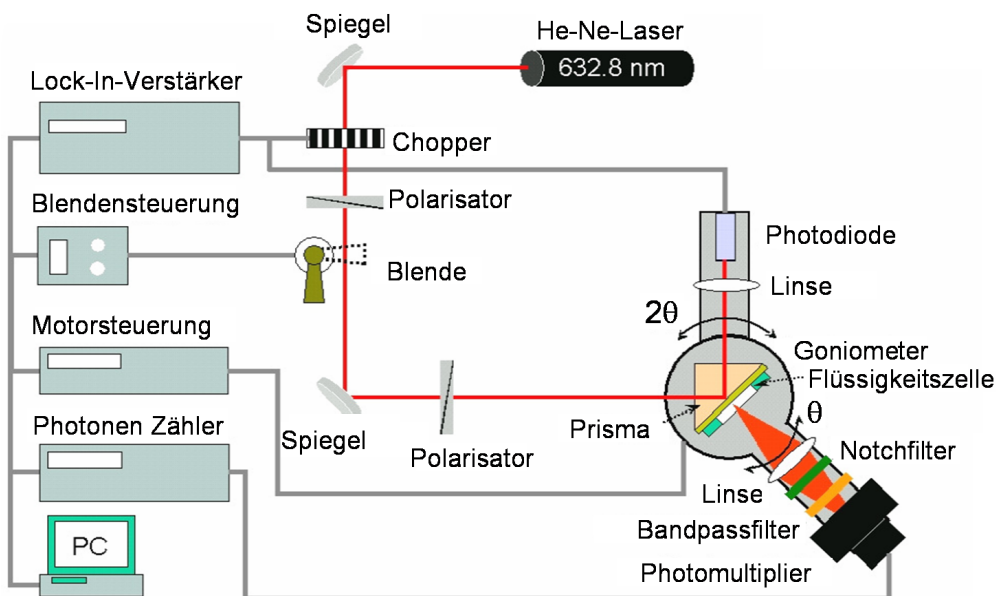 Spiegel
He-Ne-Laser
632.8 nm
Lock-In-Verstärker
Chopper
Polarisator
Blendensteuerung
Photodiode
Blende
Linse
2θ
Motorsteuerung
Goniometer
Flüssigkeitszelle
Prisma
θ
Photonen Zähler
Spiegel
Polarisator
Notchfilter
Linse
Bandpassfilter
PC
Photomultiplier